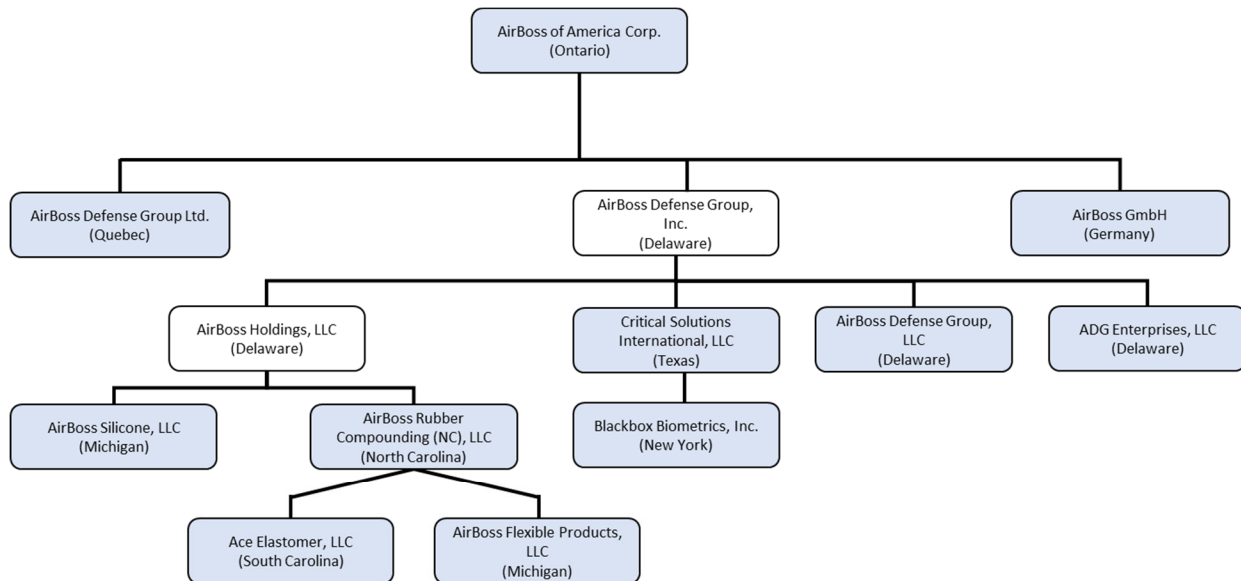 AirBoss of America Corp.
(Ontario)
AirBoss Defense Group Ltd.
(Quebec)
AirBoss Defense Group,
Inc.
(Delaware)
AirBoss GmbH
(Germany)
AirBoss Holdings, LLC
(Delaware)
Critical Solutions
International, LLC
(Texas)
AirBoss Defense Group,
LLC
(Delaware)
ADG Enterprises, LLC
(Delaware)
AirBoss Silicone, LLC
(Michigan)
AirBoss Rubber
Compounding (NC), LLC
(North Carolina)
Blackbox Biometrics, Inc.
(New York)
Ace Elastomer, LLC
(South Carolina)
AirBoss Flexible Products,
LLC
(Michigan)